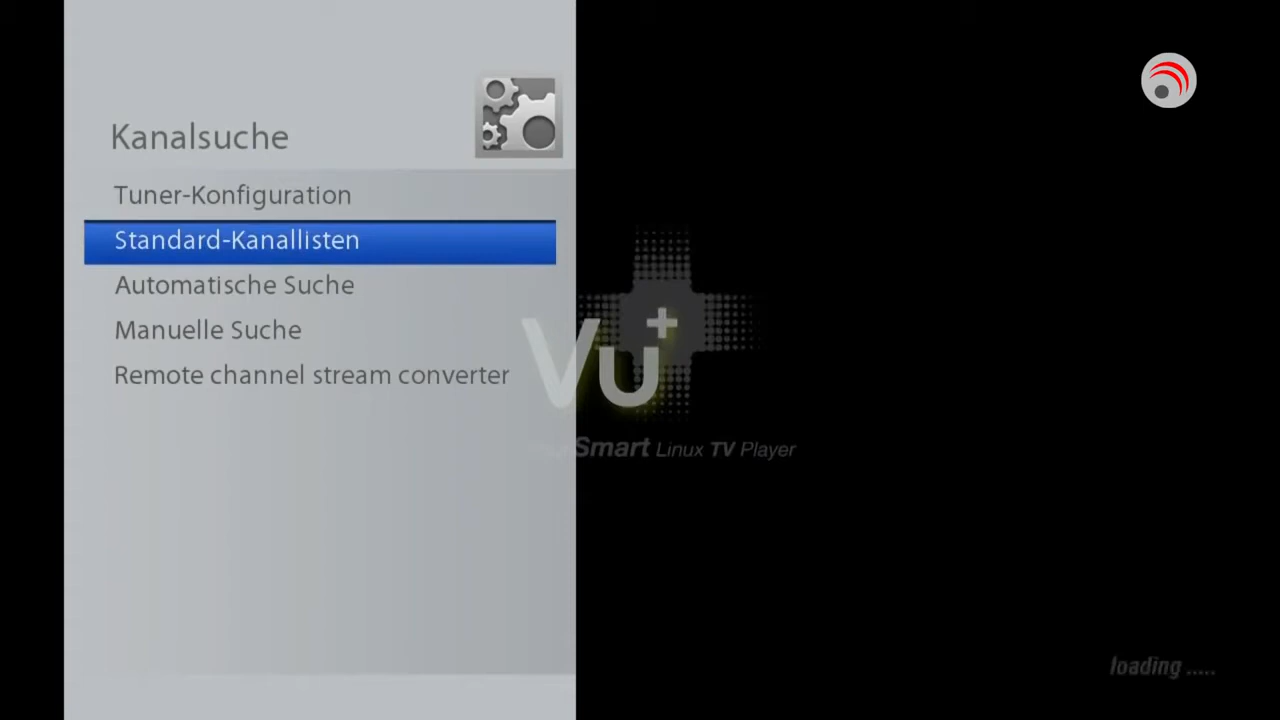 Kanalsuche
Tuner-Konfiguration
Standard-Kanallisten
Automatische Suche
Manuelle Suche
Remote channel stream converter
Vu+
Smart Linux TV Player
loading .....